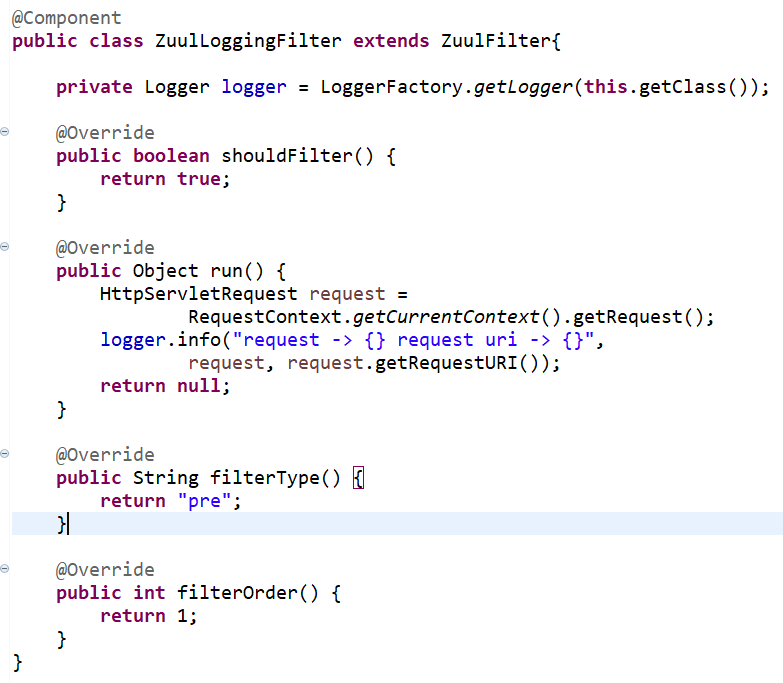 @Component
public class ZuulLoggingFilter extends ZuulFilter{
private Logger logger = LoggerFactory.getLogger(this.getClass());
@Override
public boolean shouldFilter() {
return true;
}
@Override
public Object run() {
HttpServletRequest request =
RequestContext.getCurrentContext().getRequest();
logger.info("request -> {} request uri -> {}",
request, request.getRequestURI());
return null;
}
@Override
public String filterType() {
return "pre";
}
@Override
public int filterOrder() {
return 1;
}
}